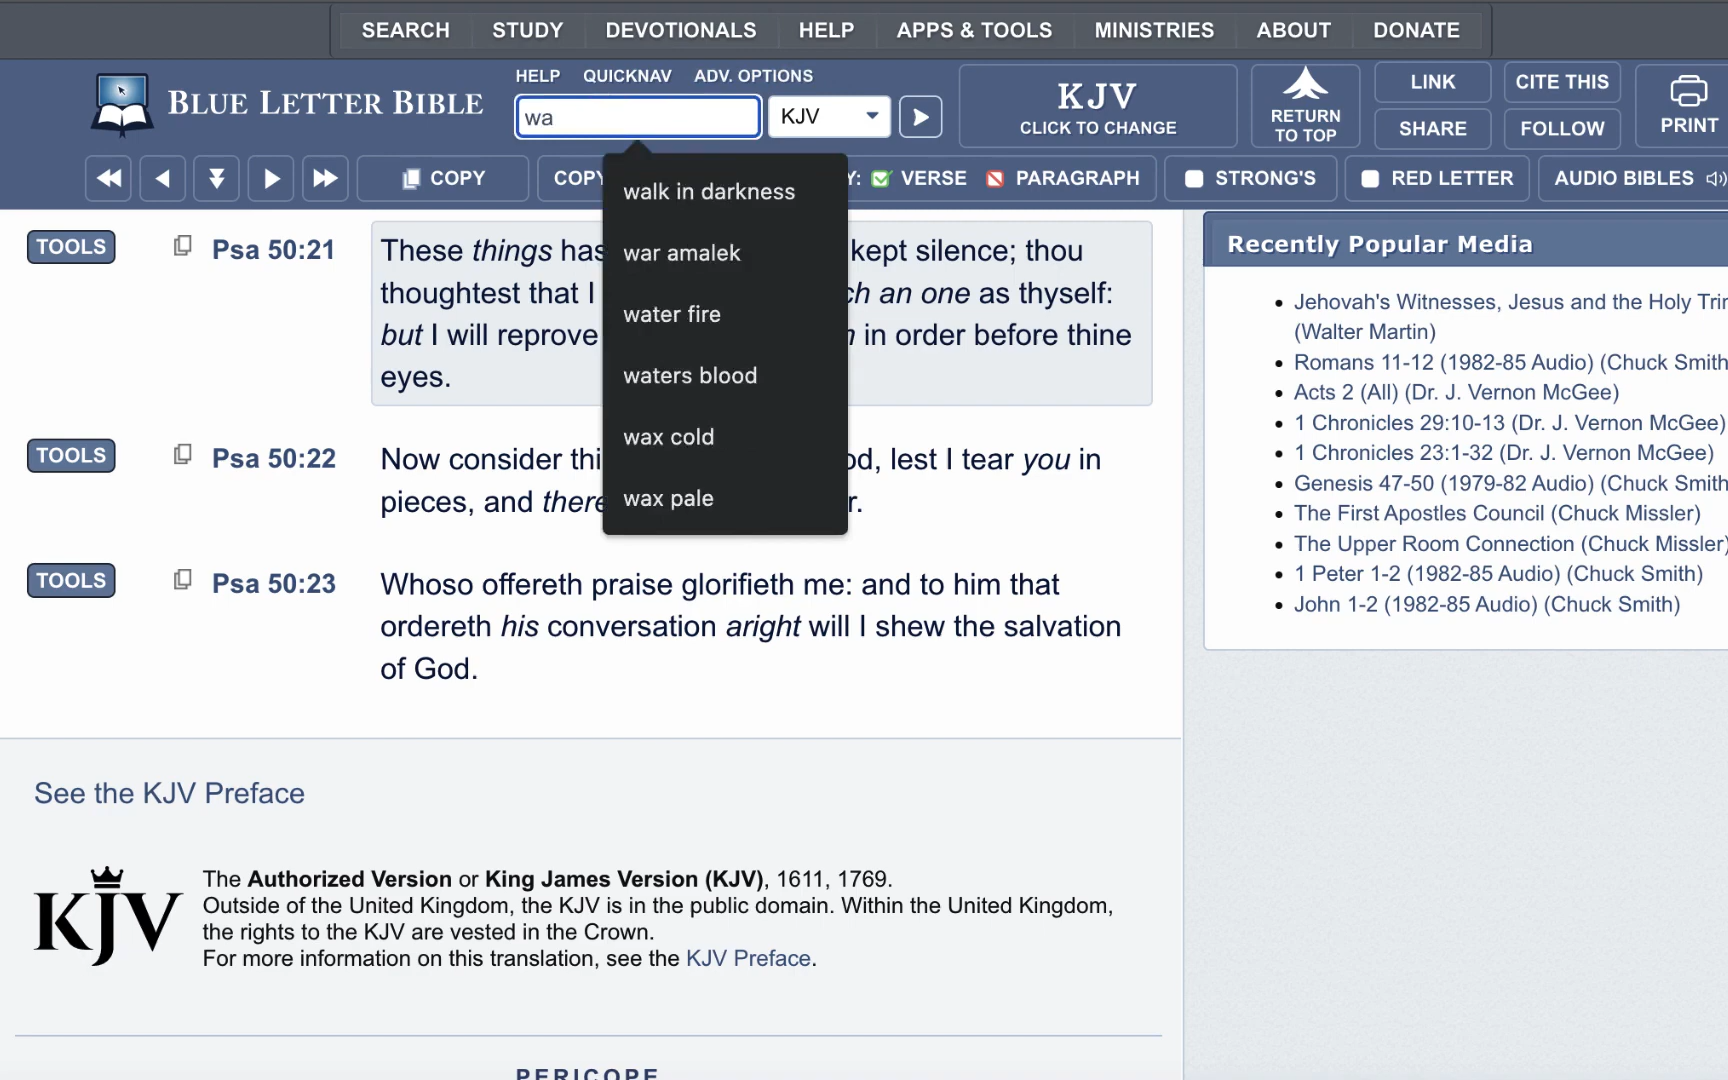 SEARCH STUDY DEVOTIONALS HELP APPS & TOOLS MINISTRIES ABOUT DONATE
BLUE LETTER BIBLE
HELP QUICKNAV ADV. OPTIONS
wa
KJV
KJV
CLICK TO CHANGE
RETURN
TO TOP
LINK
CITE THIS
SHARE
FOLLOW
PRINT
COPY
COPY
Y:
VERSE
PARAGRAPH
STRONG'S
RED LETTER
AUDIO BIBLES
walk in darkness
war amalek
water fire
waters blood
wax cold
wax pale
TOOLS
Psa 50:21
These things has kept silence; thou
thoughtest that I ch an one as thyself:
but I will reprove in order before thine
eyes.
TOOLS
Psa 50:22
Now consider thi od, lest I tear you in
pieces, and there r.
TOOLS
Psa 50:23
Whoso offereth praise glorifieth me: and to him that
ordereth his conversation aright will I shew the salvation
of God.
See the KJV Preface
KJV
The Authorized Version or King James Version (KJV), 1611, 1769.
Outside of the United Kingdom, the KJV is in the public domain. Within the United Kingdom,
the rights to the KJV are vested in the Crown.
For more information on this translation, see the KJV Preface.
PERICOPE
Recently Popular Media
Jehovah's Witnesses, Jesus and the Holy Trin
(Walter Martin)
Romans 11-12 (1982-85 Audio) (Chuck Smith
Acts 2 (All) (Dr. J. Vernon McGee)
1 Chronicles 29:10-13 (Dr. J. Vernon McGee)
1 Chronicles 23:1-32 (Dr. J. Vernon McGee)
Genesis 47-50 (1979-82 Audio) (Chuck Smith
The First Apostles Council (Chuck Missler)
The Upper Room Connection (Chuck Missler)
1 Peter 1-2 (1982-85 Audio) (Chuck Smith)
John 1-2 (1982-85 Audio) (Chuck Smith)